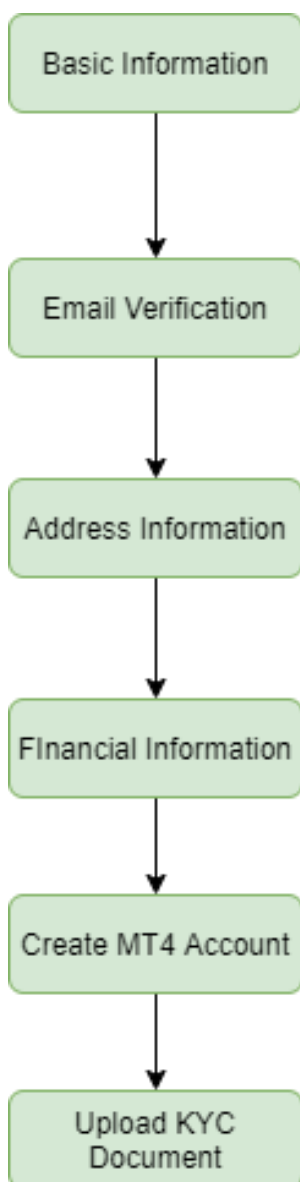 Basic Information
Email Verification
Address Information
FInancial Information
Create MT4 Account
Upload KYC
Document